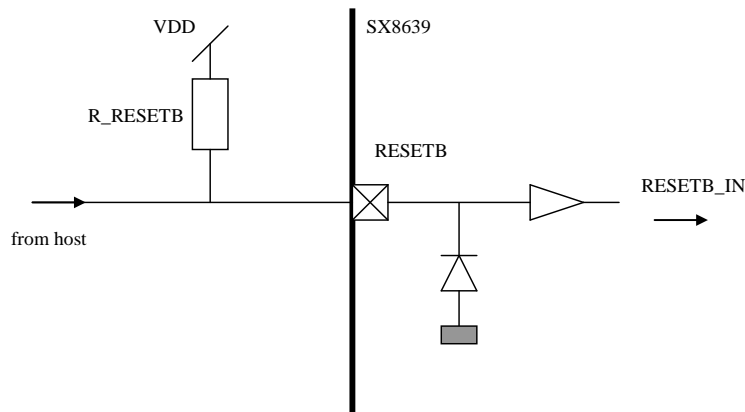 VDD
SX8639
R_RESETB
RESETB
RESETB_IN
from host